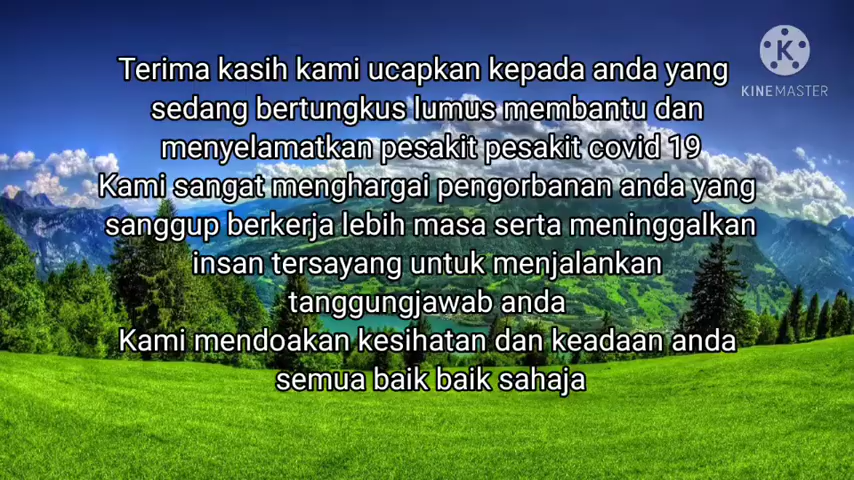 Terima kasih kami ucapkan kepada anda yang
sedang bertungkus lumus membantu dan
menyelamatkan pesakit pesakit covid 19
Kami sangat menghargai pengorbanan anda yang
sanggup berkerja lebih masa serta meninggalkan
insan tersayang untuk menjalankan
tanggungjawab anda
Kami mendoakan kesihatan dan keadaan anda
semua baik baik sahaja
K
KINEMASTER